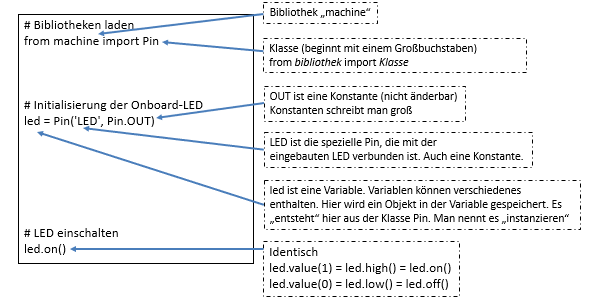 # Bibliotheken laden
from machine import Pin
# Initialisierung der Onboard-LED
led = Pin('LED', Pin.OUT)
# LED einschalten
led.on()
Bibliothek „machine"
Klasse (beginnt mit einem Großbuchstaben)
from bibliothek import Klasse
OUT ist eine Konstante (nicht änderbar)
Konstanten schreibt man groß
LED ist die spezielle Pin, die mit der
eingebauten LED verbunden ist. Auch eine Konstante.
led ist eine Variable. Variablen können verschiedenes
enthalten. Hier wird ein Objekt in der Variable gespeichert. Es
„entsteht" hier aus der Klasse Pin. Man nennt es „instanzieren"
Identisch
led.value(1) = led.high() = led.on()
led.value(0) = led.low() = led.off()